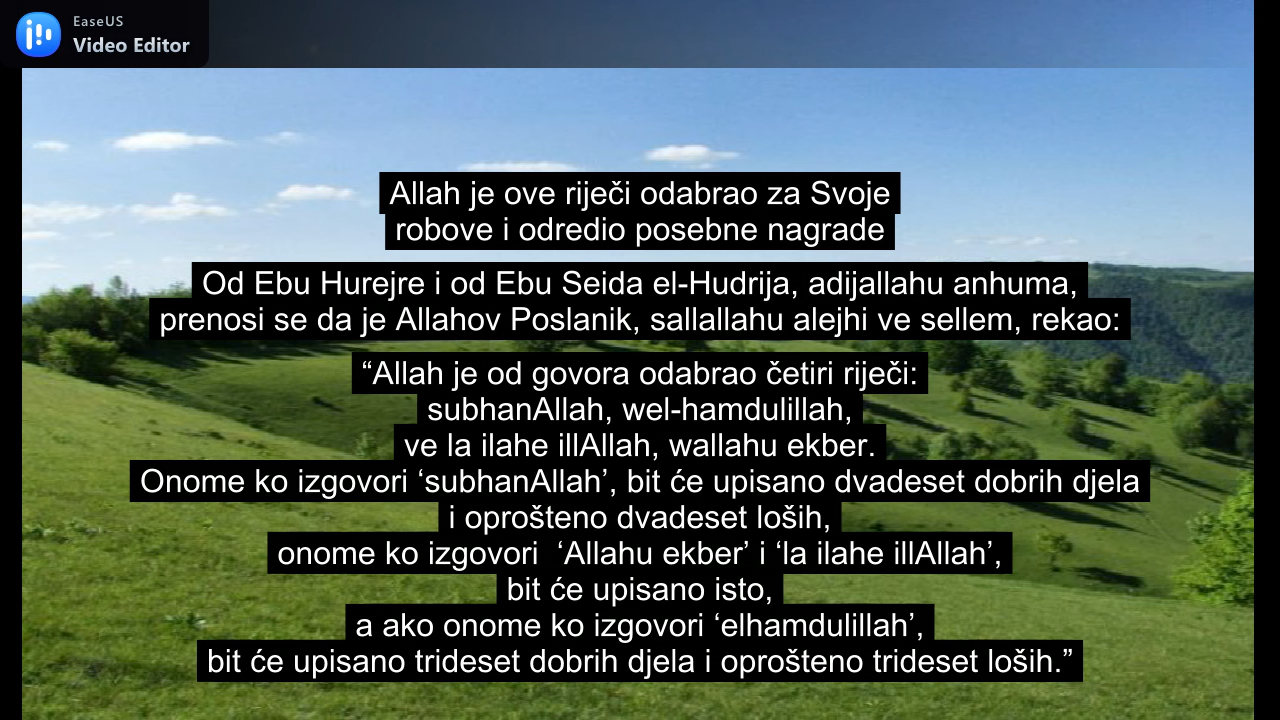 EaseUS
Video Editor
Allah je ove riječi odabrao za Svoje
robove i odredio posebne nagrade
Od Ebu Hurejre i od Ebu Seida el-Hudrija, adijallahu anhuma,
prenosi se da je Allahov Poslanik, sallallahu alejhi ve sellem, rekao:
“Allah je od govora odabrao četiri riječi:
subhanAllah, wel-hamdulillah,
ve la ilahe illAllah, wallahu ekber.
Onome ko izgovori ‘subhanAllah’, bit će upisano dvadeset dobrih djela
i oprošteno dvadeset loših,
onome ko izgovori  ‘Allahu ekber’ i ‘la ilahe illAllah’,
bit će upisano isto,
a ako onome ko izgovori ‘elhamdulillah’,
bit će upisano trideset dobrih djela i oprošteno trideset loših.”